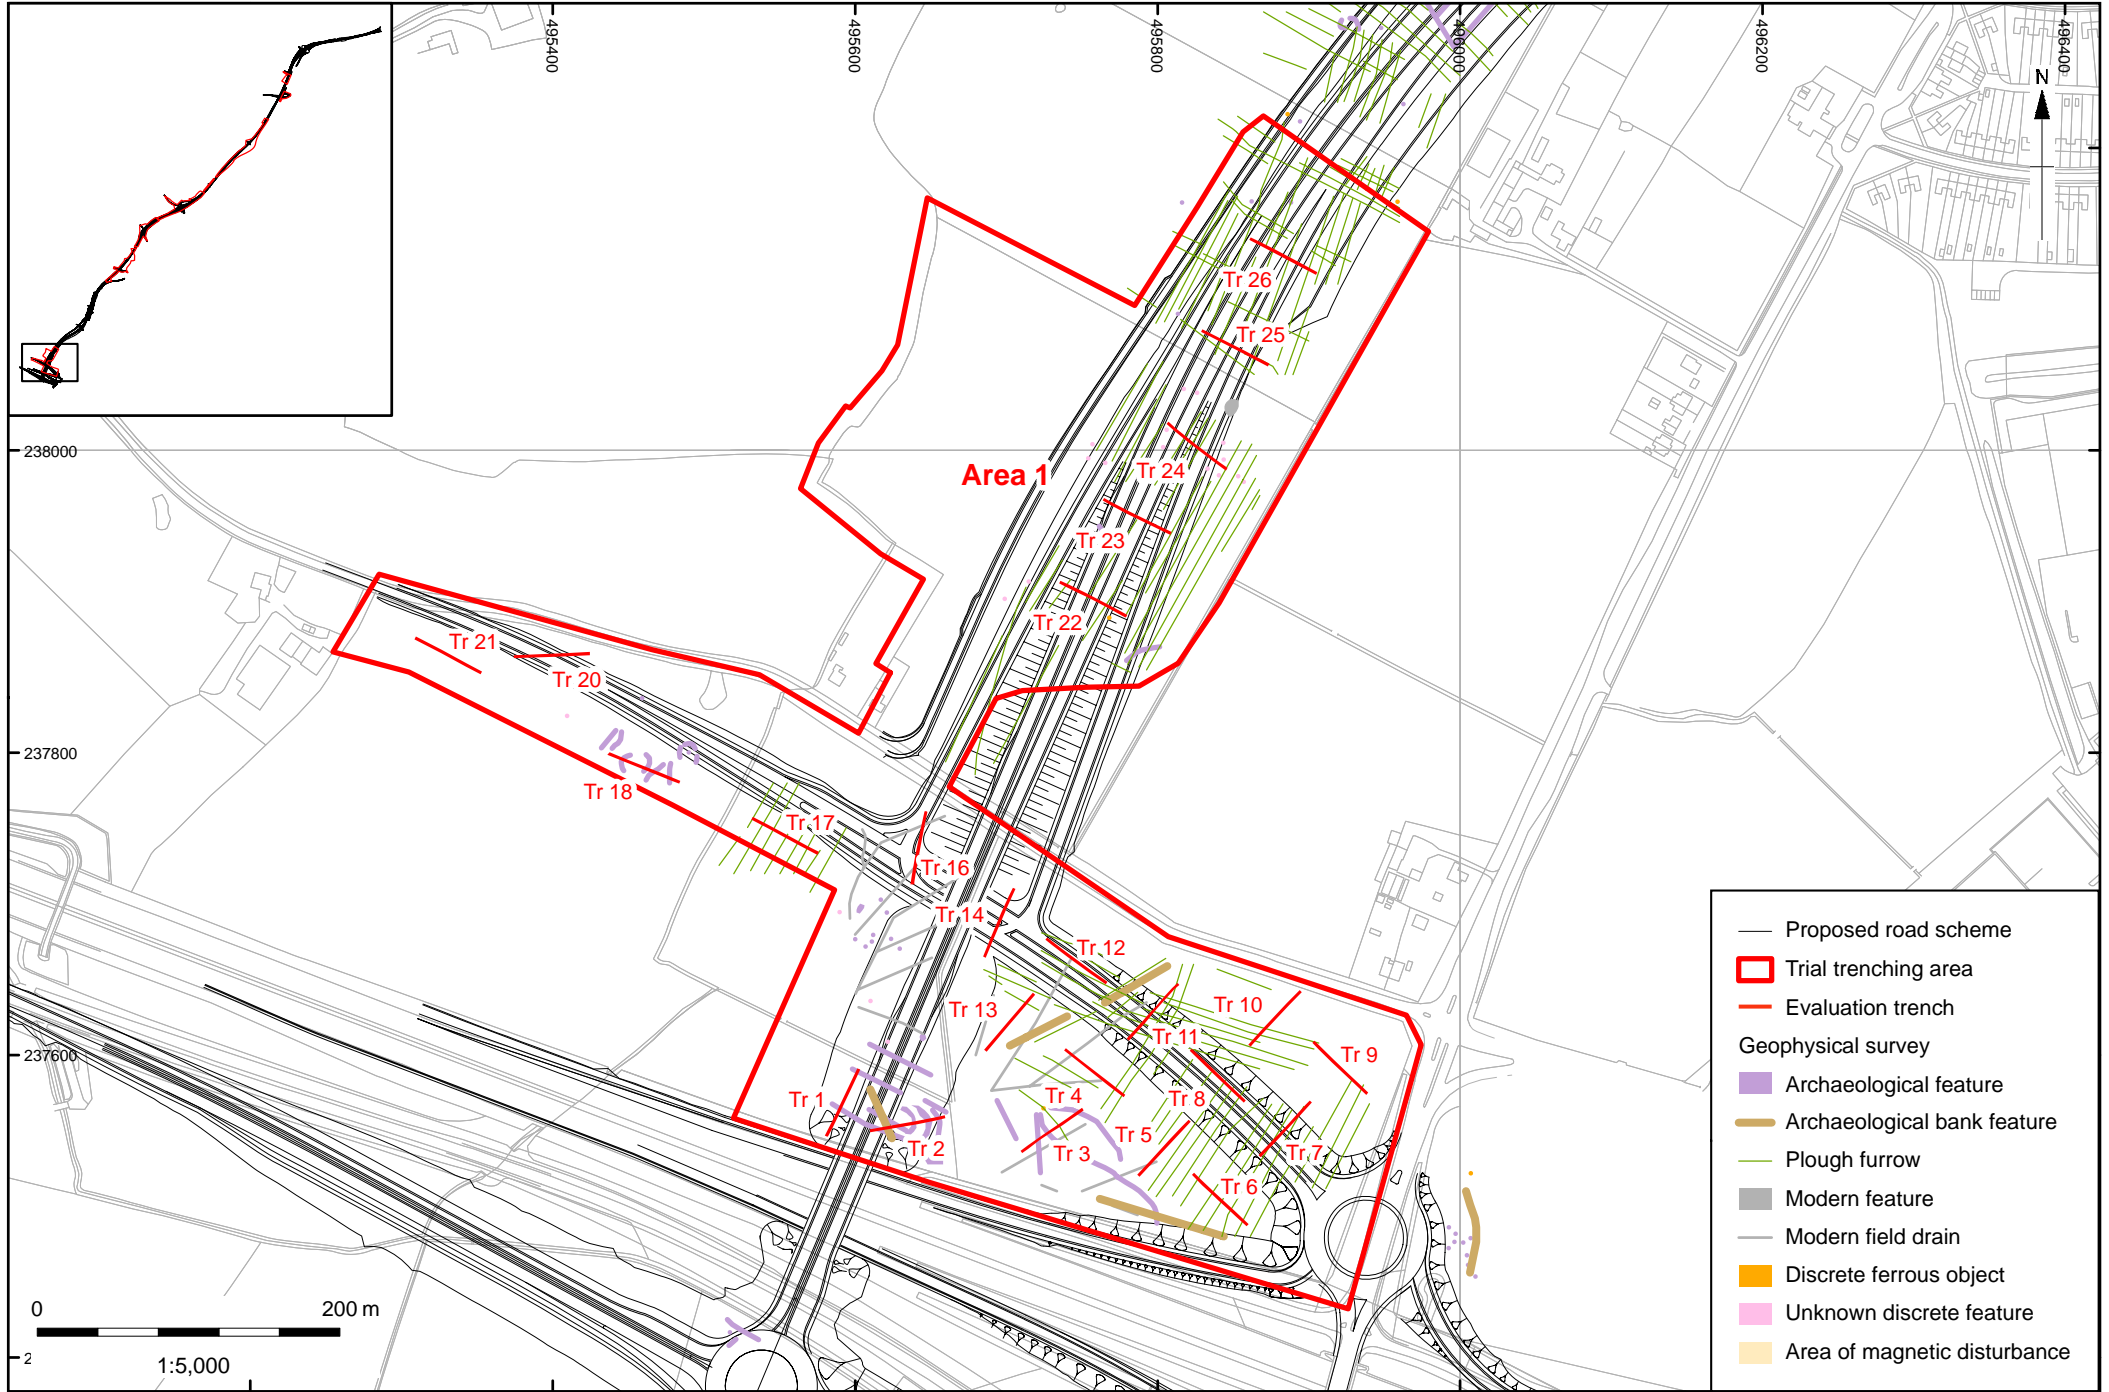 495400
495600
495800
496000
496200
496400
N
Tr 26
Tr 25
238000
Area 1
Tr 24
Tr 23
Tr 22
Tr 21
Tr 20
237800
Tr 18
Tr 17
Tr 16
Tr 14
Tr 12
Tr 13
Tr 10
Tr 11
237600
Tr 9
Tr 1
Tr 4
Tr 8
Tr 5
Tr 2
Tr 3
Tr 7
Tr 6
Proposed road scheme
Trial trenching area
Evaluation trench
Geophysical survey
Archaeological feature
Archaeological bank feature
Plough furrow
Modern feature
Modern field drain
Discrete ferrous object
Unknown discrete feature
Area of magnetic disturbance
0 200 m
1:5,000